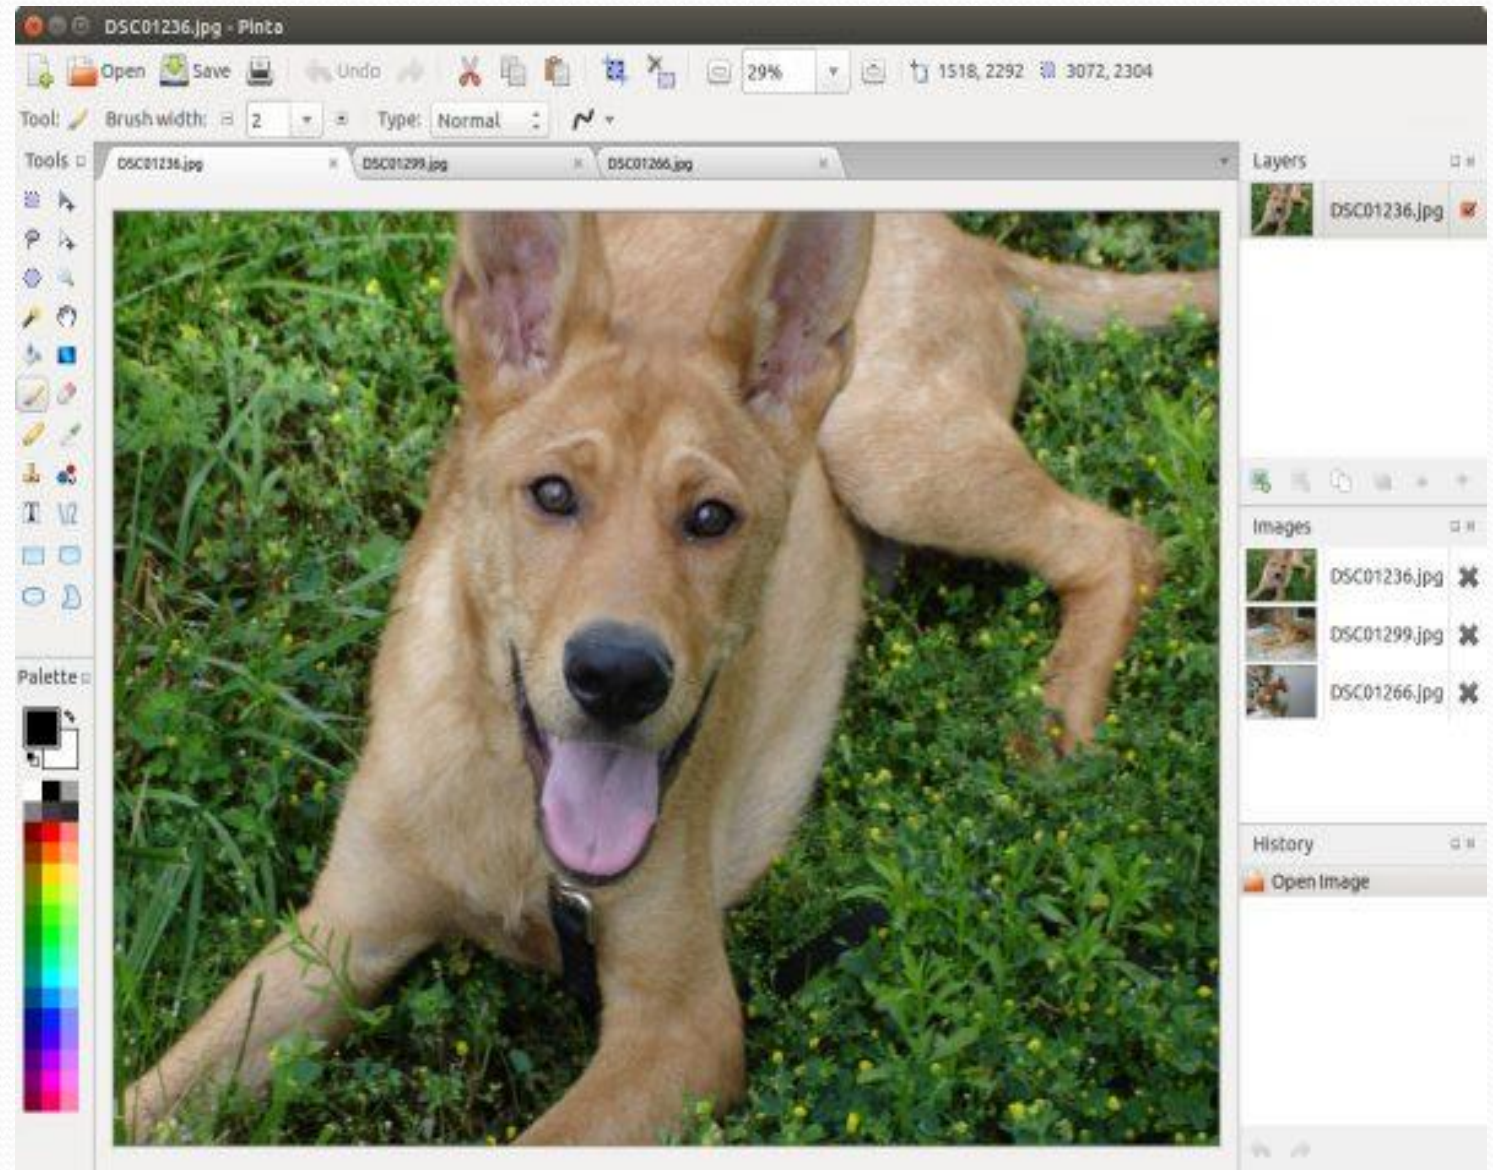 DSC01236.jpg - Pinta
Open Save Undo 29% 1518, 2292 3072, 2304
Tool: Brush width: 2 Type: Normal
Tools DSC01236.jpg DSC01299.jpg DSC01266.jpg Layers
DSC01236.jpg
Images
DSC01236.jpg
DSC01299.jpg
DSC01266.jpg
Palette
History
Open Image